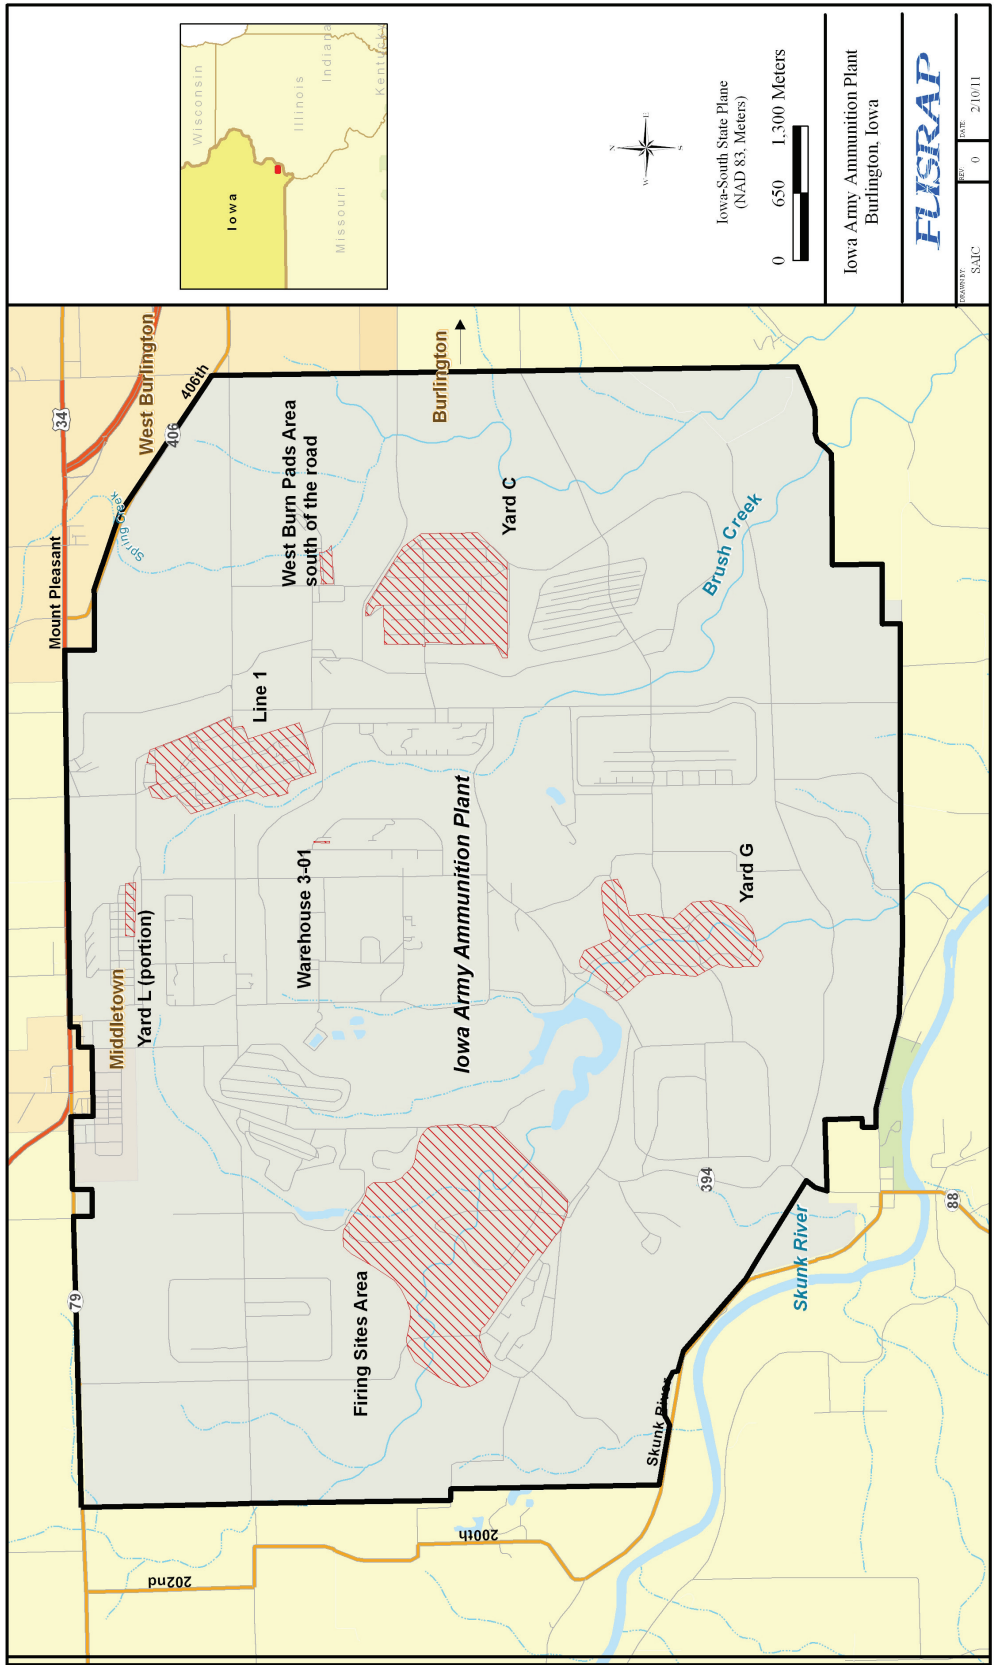 202nd
200th
79
Firing Sites Area
Skunk River
Skunk River
394
88
Middletown
Yard L (portion)
Warehouse 3-01
Iowa Army Ammunition Plant
Yard G
Line 1
Mount Pleasant
34
Spring Creek
406
406th
West Burlington
West Burn Pads Area
south of the road
Yard C
Brush Creek
Burlington
Wisconsin
Iowa
Illinois
Indiana
Missouri
Kentucky
N
W
E
S
Iowa-South State Plane
(NAD 83, Meters)
0 650 1,300 Meters
Iowa Army Ammunition Plant
Burlington, Iowa
FUSRAP
DRAWN BY: REV: DATE:
SAIC 0 2/10/11